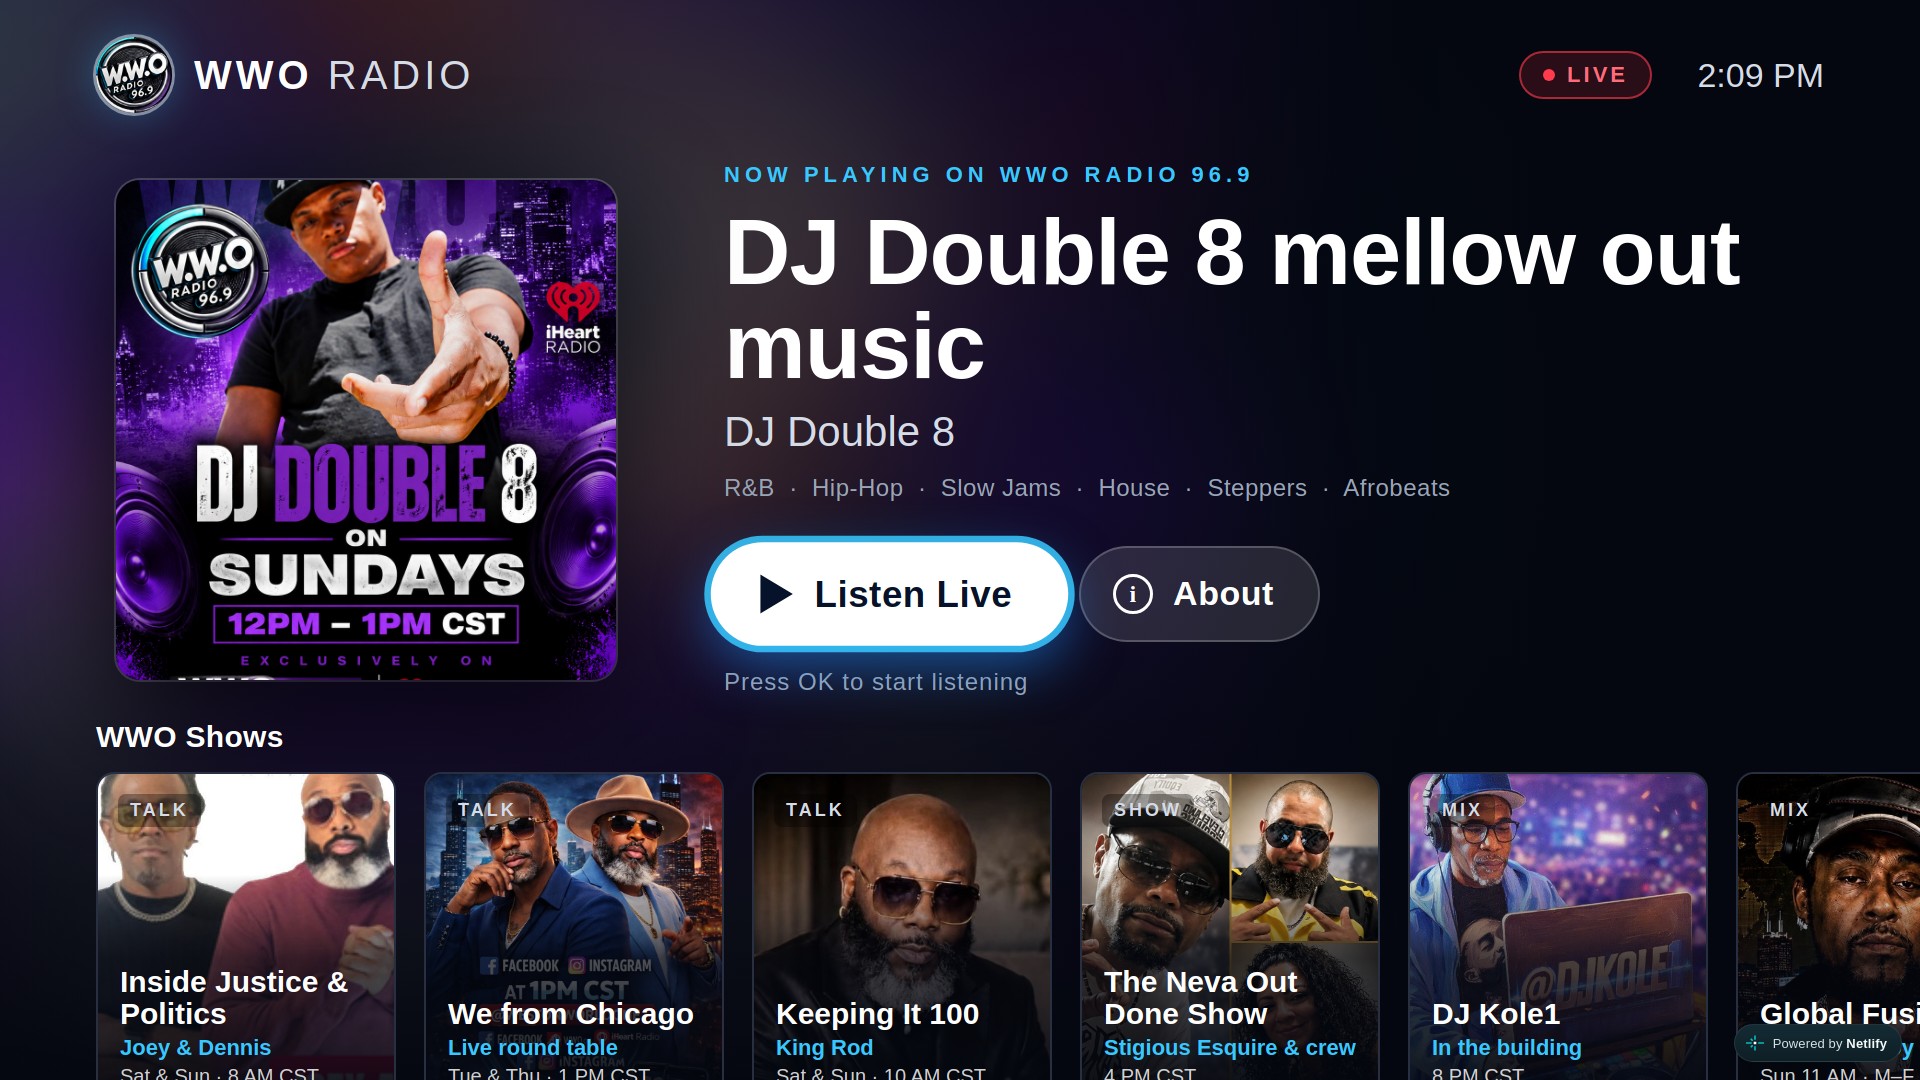 W.W.O
RADIO
96.9
WWO RADIO
LIVE
2:09 PM
W.W.O
RADIO
96.9
iHeart
RADIO
DJ DOUBLE 8
ON
SUNDAYS
12PM – 1PM CST
EXCLUSIVELY ON
NOW PLAYING ON WWO RADIO 96.9
DJ Double 8 mellow out
music
DJ Double 8
R&B · Hip-Hop · Slow Jams · House · Steppers · Afrobeats
Listen Live
i About
Press OK to start listening
WWO Shows
TALK
Inside Justice &
Politics
Joey & Dennis
Sat & Sun · 8 AM CST
TALK
FACEBOOK INSTAGRAM
AT 1PM CST
We from Chicago
Live round table
Tue & Thu · 1 PM CST
TALK
Keeping It 100
King Rod
Sat & Sun · 10 AM CST
SHOW
The Neva Out
Done Show
Stigious Esquire & crew
4 PM CST
MIX
@DJKOLE1
DJ Kole1
In the building
8 PM CST
MIX
Global Fusi
Sun 11 AM · M–F
Powered by Netlify